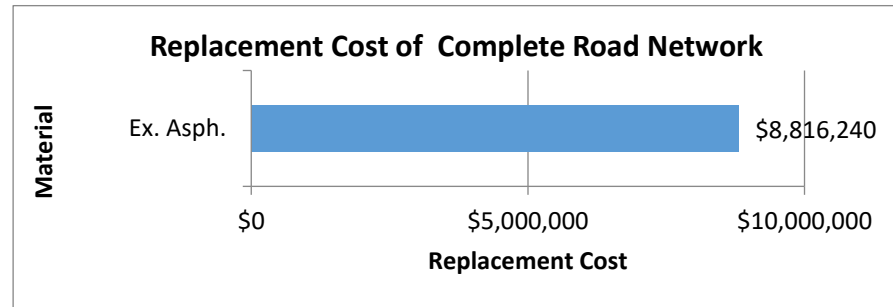 Replacement Cost of Complete Road Network
Material
Ex. Asph.
$8,816,240
$0 $5,000,000 $10,000,000
Replacement Cost